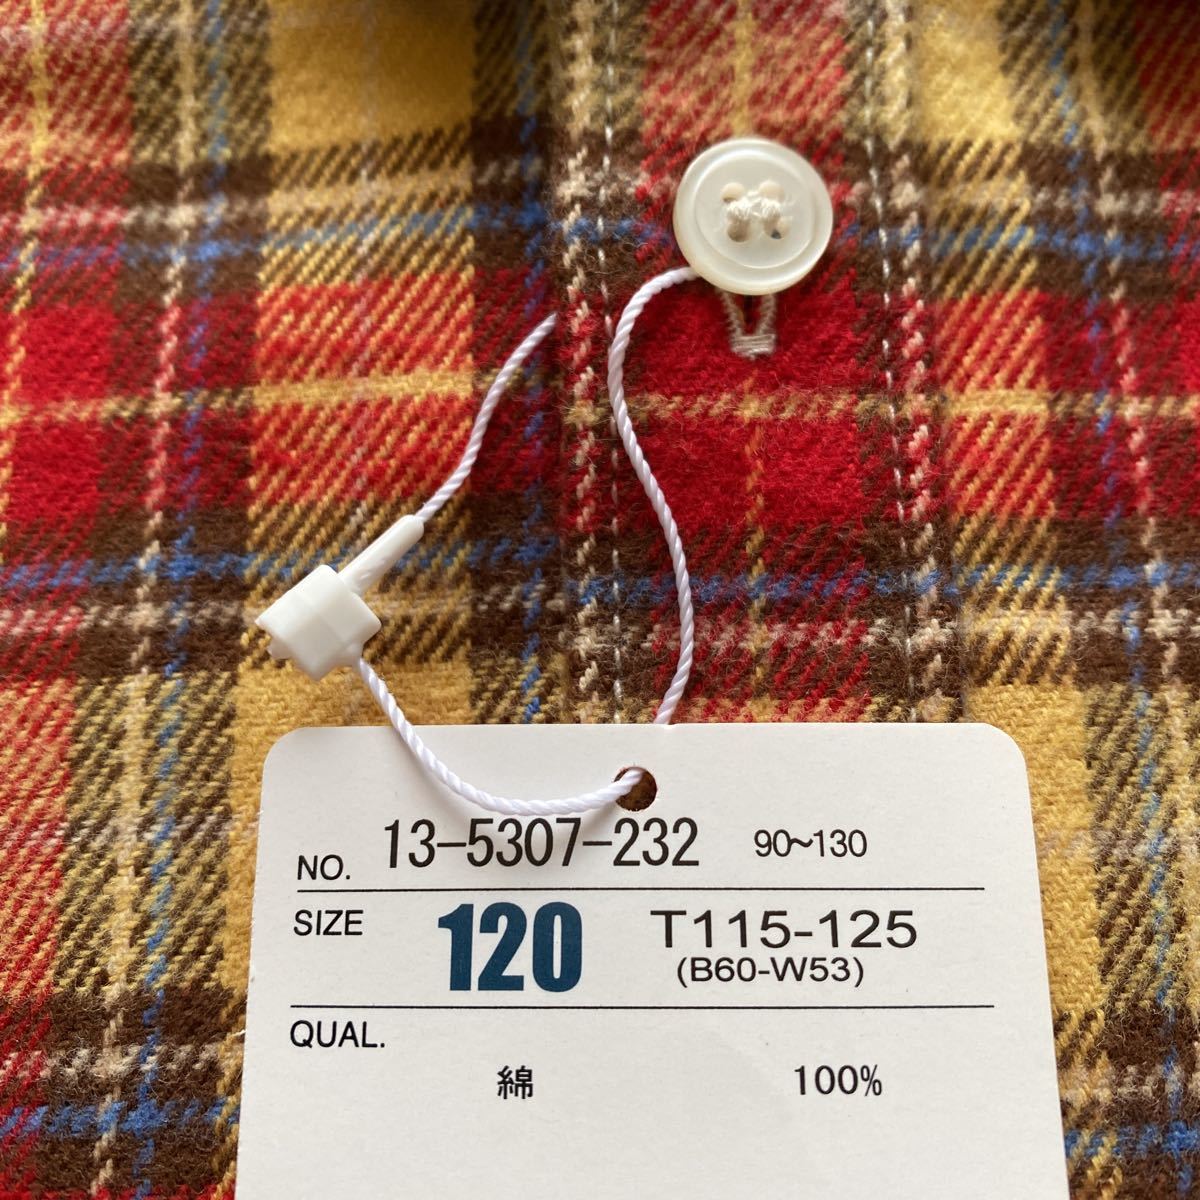 NO. 13-5307-232 90~130
SIZE 120 T115-125
(B60-W53)
QUAL.
綿 100%